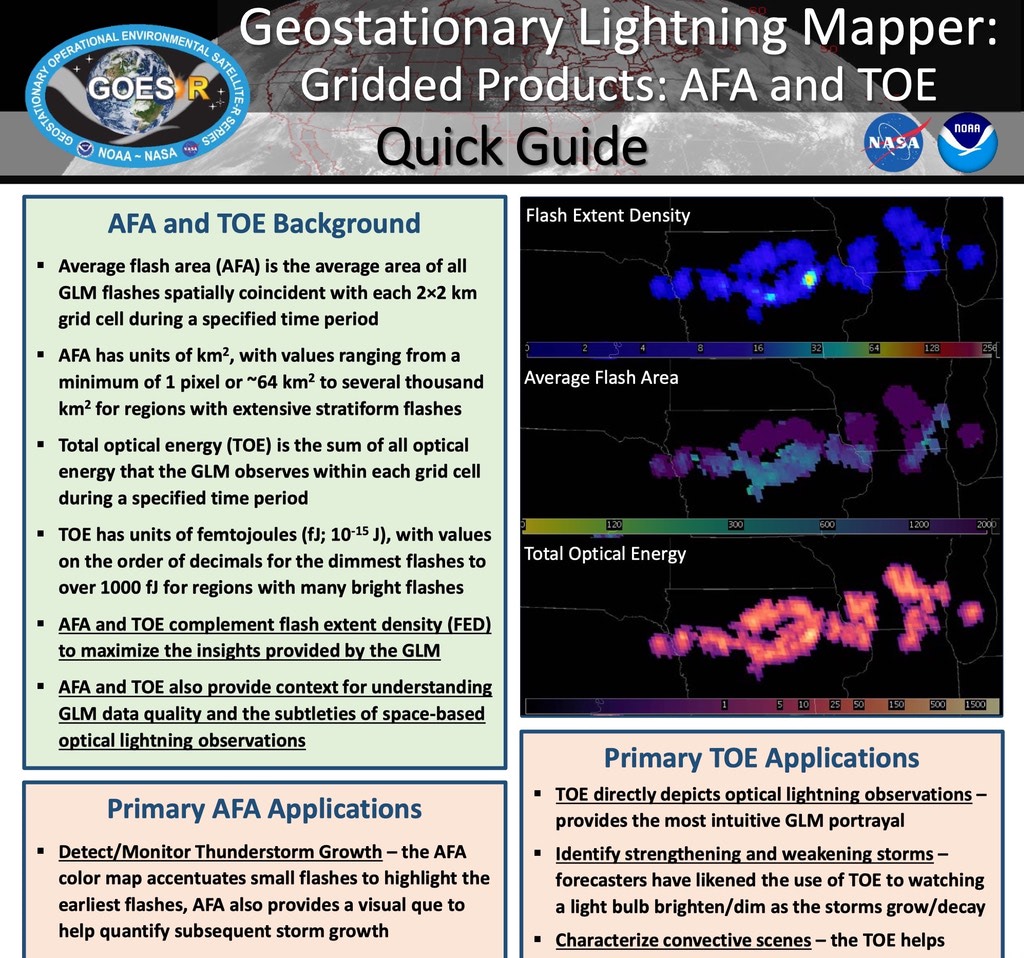 Geostationary Lightning Mapper:
Gridded Products: AFA and TOE
Quick Guide
GEOSTATIONARY OPERATIONAL ENVIRONMENTAL SATELLITE-R SERIES
GOES R
NOAA ~ NASA
NASA
NOAA
AFA and TOE Background
▪ Average flash area (AFA) is the average area of all
GLM flashes spatially coincident with each 2×2 km
grid cell during a specified time period
▪ AFA has units of km², with values ranging from a
minimum of 1 pixel or ~64 km² to several thousand
km² for regions with extensive stratiform flashes
▪ Total optical energy (TOE) is the sum of all optical
energy that the GLM observes within each grid cell
during a specified time period
▪ TOE has units of femtojoules (fJ; 10⁻¹⁵ J), with values
on the order of decimals for the dimmest flashes to
over 1000 fJ for regions with many bright flashes
▪ AFA and TOE complement flash extent density (FED)
to maximize the insights provided by the GLM
▪ AFA and TOE also provide context for understanding
GLM data quality and the subtleties of space-based
optical lightning observations
Flash Extent Density
0 2 4 8 16 32 64 128 256
Average Flash Area
0 120 300 600 1200 2000
Total Optical Energy
1 5 10 25 50 150 500 1500
Primary AFA Applications
▪ Detect/Monitor Thunderstorm Growth – the AFA
color map accentuates small flashes to highlight the
earliest flashes, AFA also provides a visual que to
help quantify subsequent storm growth
Primary TOE Applications
▪ TOE directly depicts optical lightning observations –
provides the most intuitive GLM portrayal
▪ Identify strengthening and weakening storms –
forecasters have likened the use of TOE to watching
a light bulb brighten/dim as the storms grow/decay
▪ Characterize convective scenes – the TOE helps